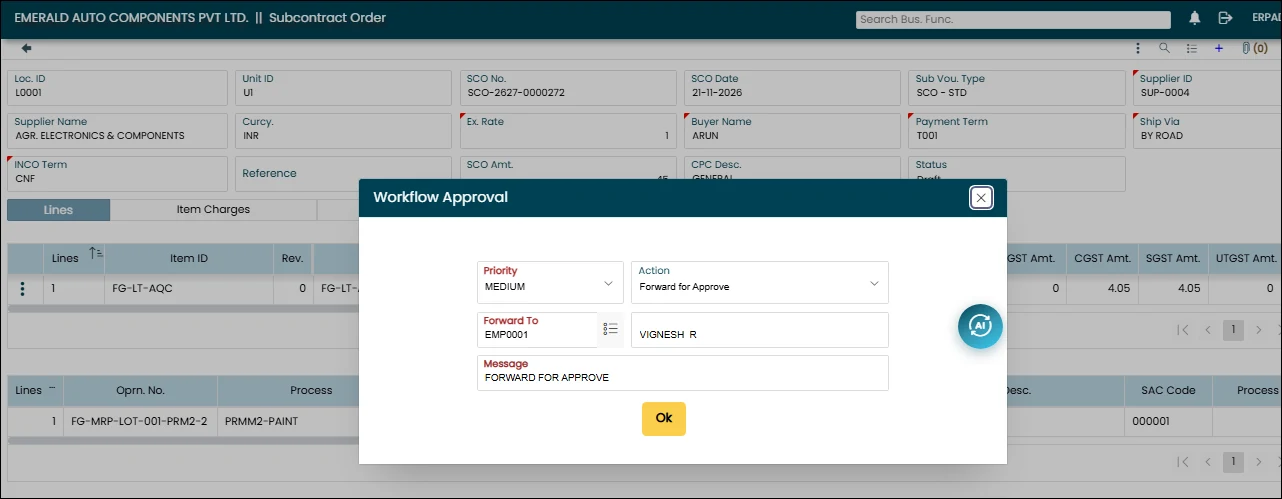 EMERALD AUTO COMPONENTS PVT LTD. || Subcontract Order
Search Bus. Func.
ERPAD
(0)
Loc. ID Unit ID SCO No. SCO Date Sub Vou. Type Supplier ID
L0001 U1 SCO-2627-0000272 21-11-2026 SCO - STD SUP-0004
Supplier Name Curcy. Ex. Rate Buyer Name Payment Term Ship Via
AGR. ELECTRONICS & COMPONENTS INR 1 ARUN T001 BY ROAD
INCO Term Reference SCO Amt. CPC Desc. Status
CNF 45 GENERAL Draft
Workflow Approval
Lines Item Charges
Lines Item ID Rev. GST Amt. CGST Amt. SGST Amt. UTGST Amt.
1 FG-LT-AQC 0 FG-LT- 0 4.05 4.05 0
Priority Action
MEDIUM Forward for Approve
Forward To
EMP0001 VIGNESH R
AI
1
Message
FORWARD FOR APPROVE
Lines Oprn. No. Process Desc. SAC Code Process
Ok
1 FG-MRP-LOT-001-PRM2-2 PRMM2-PAINT 000001
1